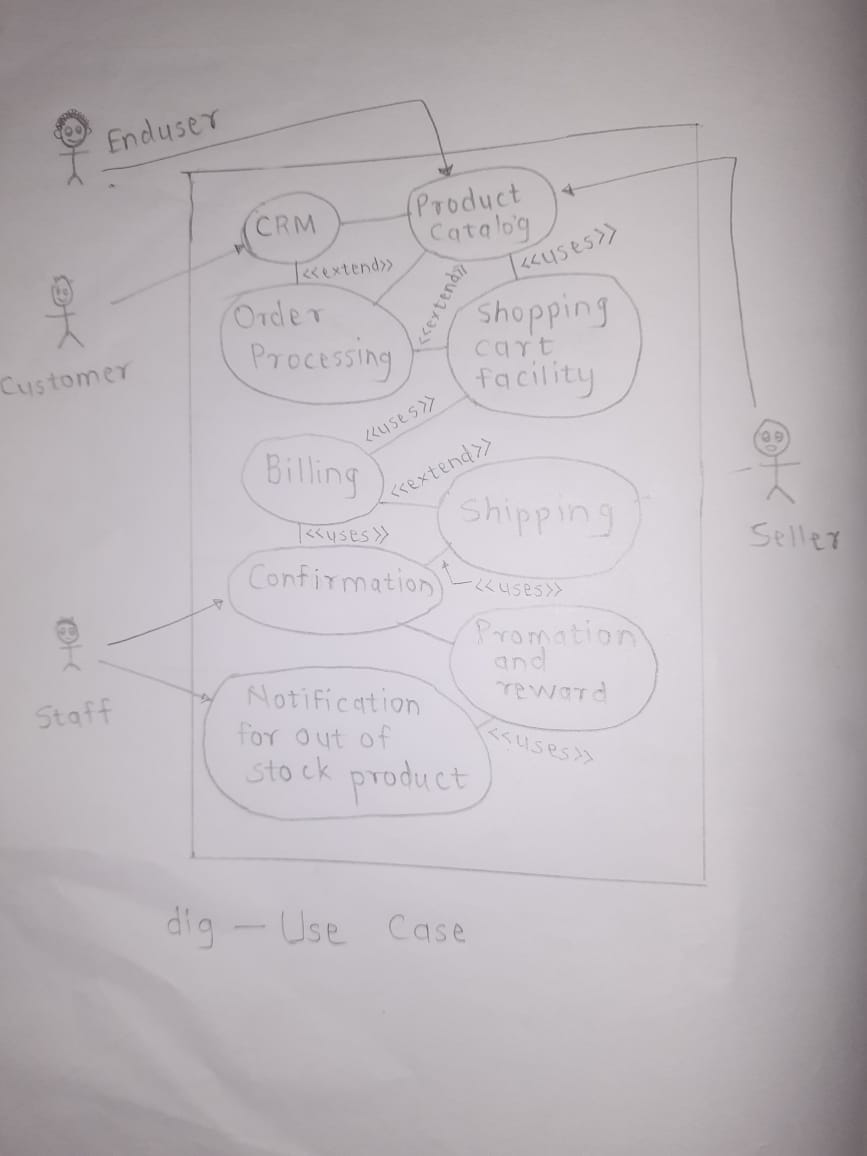 Enduser
CRM
Product
Catalog
<<uses>>
<<extend>>
<<extend>>
Customer
Order
Processing
Shopping
cart
facility
<<uses>>
Billing
<<extend>>
Shipping
<<uses>>
Seller
Confirmation
<<uses>>
Staff
Promation
and
reward
Notification
for out of
stock product
<<uses>>
dig — Use Case